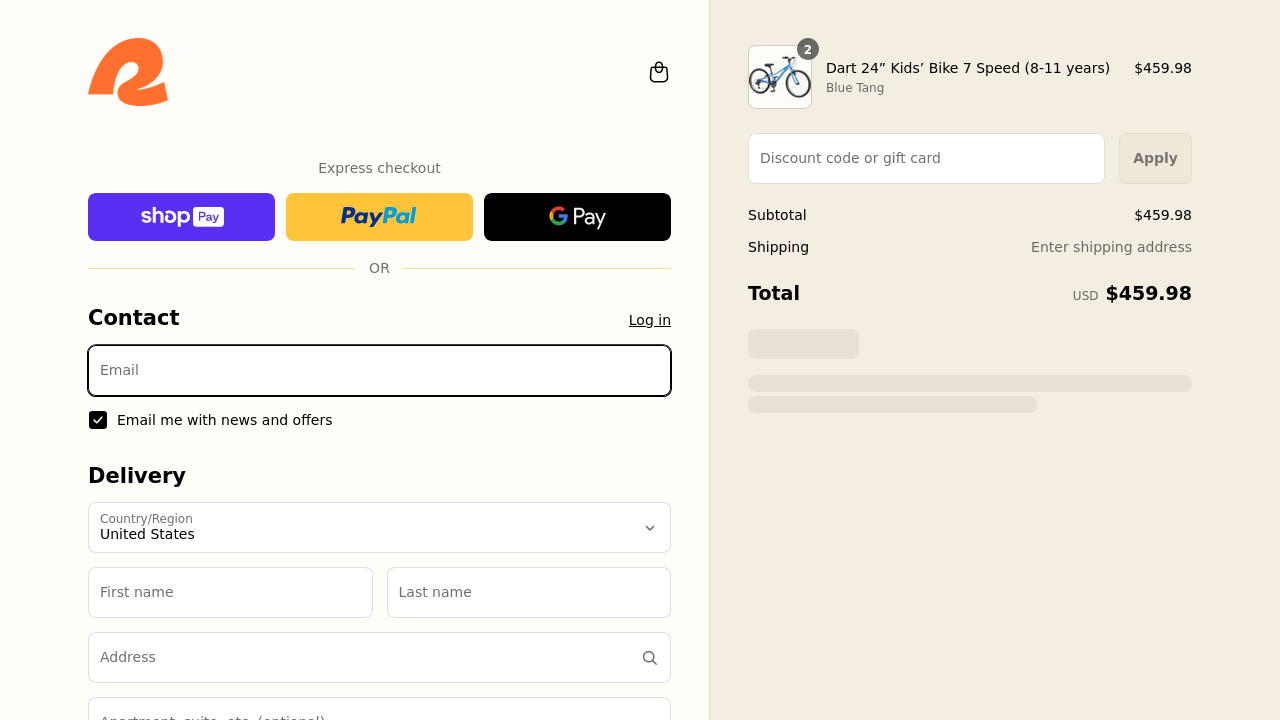 Express checkout
shop Pay
PayPal
G Pay
OR
Contact
Log in
Email
Email me with news and offers
Delivery
Country/Region
United States
First name
Last name
Address
Apartment, suite, etc. (optional)
2
Dart 24” Kids’ Bike 7 Speed (8-11 years)
$459.98
Blue Tang
Discount code or gift card
Apply
Subtotal
$459.98
Shipping
Enter shipping address
Total
USD $459.98